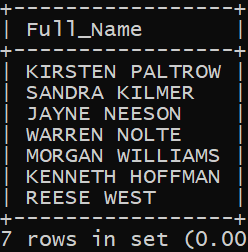 +-----------------+
| Full_Name       |
+-----------------+
| KIRSTEN PALTROW |
| SANDRA KILMER   |
| JAYNE NEESON    |
| WARREN NOLTE    |
| MORGAN WILLIAMS |
| KENNETH HOFFMAN |
| REESE WEST      |
+-----------------+
7 rows in set (0.00